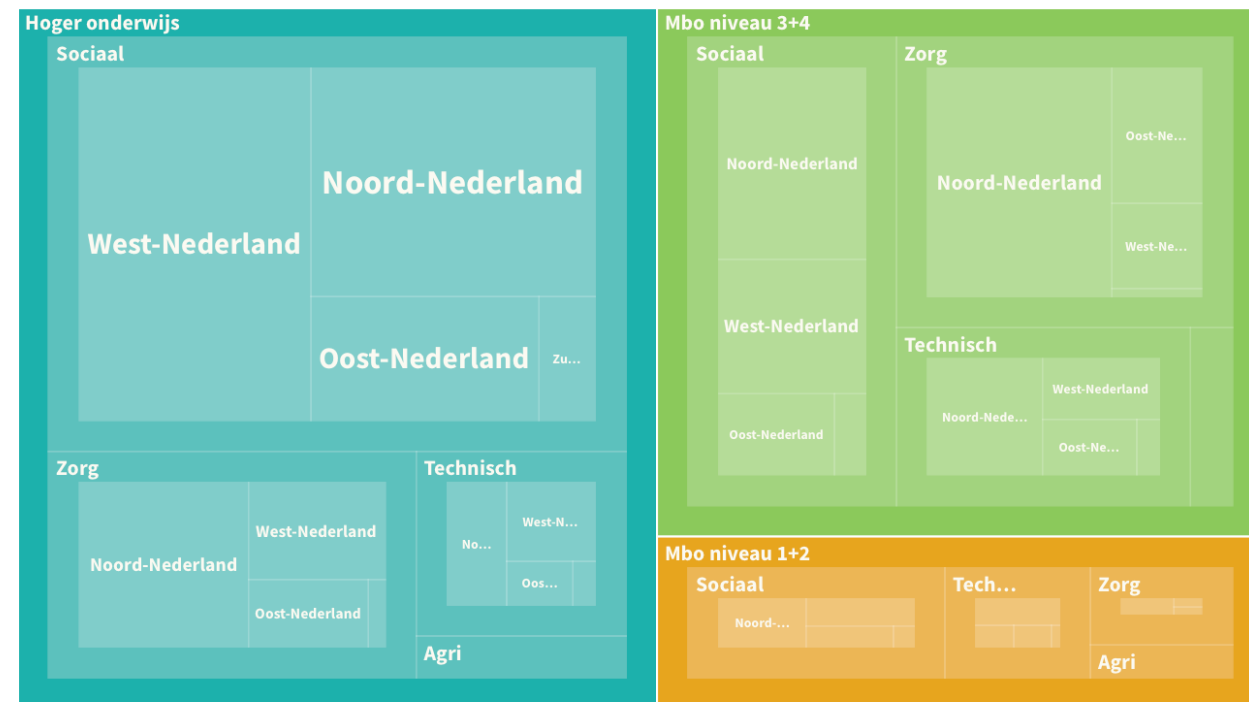 Hoger onderwijs
Sociaal
West-Nederland
Noord-Nederland
Oost-Nederland
Zu...
Zorg
Noord-Nederland
West-Nederland
Oost-Nederland
Technisch
No...
West-N...
Oos...
Agri
Mbo niveau 3+4
Sociaal
Noord-Nederland
West-Nederland
Oost-Nederland
Zorg
Noord-Nederland
Oost-Ne...
West-Ne...
Technisch
Noord-Nede...
West-Nederland
Oost-Ne...
Mbo niveau 1+2
Sociaal
Noord-...
Tech...
Zorg
Agri